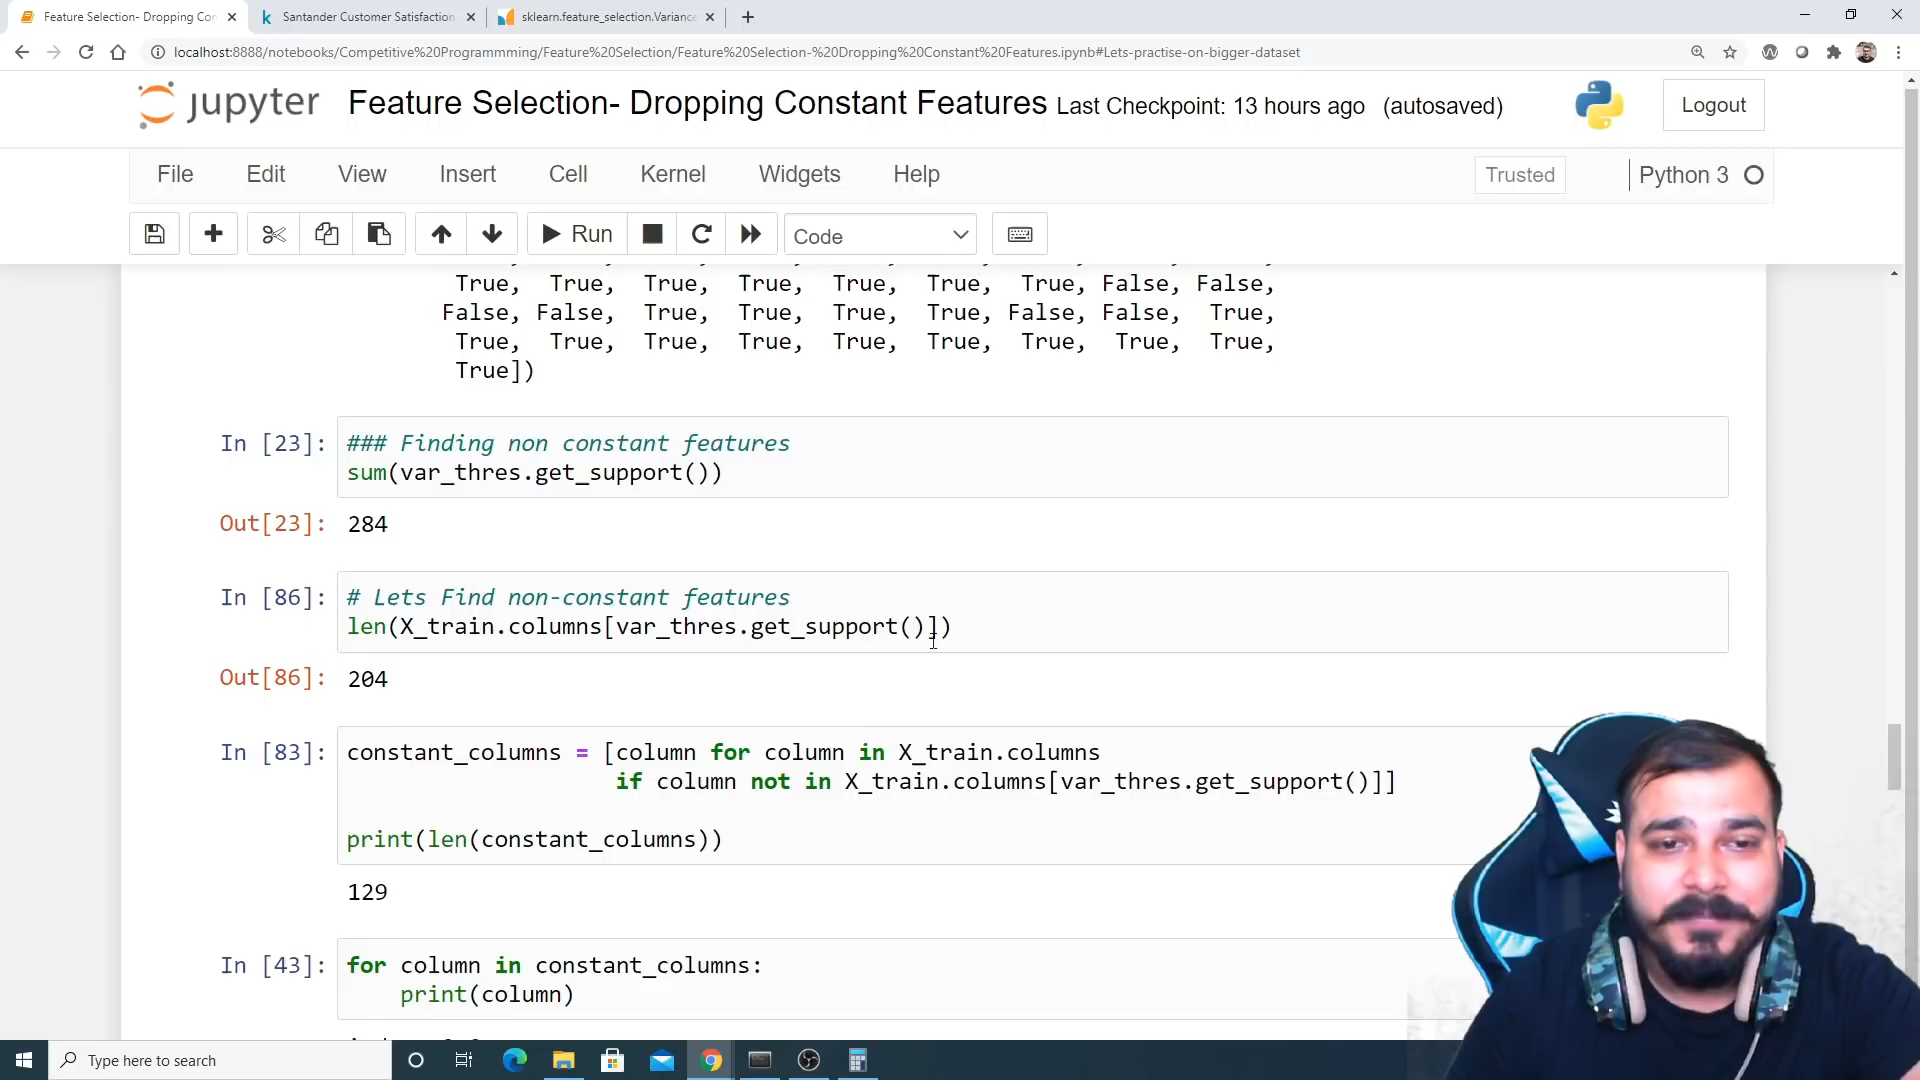 Feature Selection- Dropping Con
Santander Customer Satisfaction
sklearn.feature_selection.Variance
localhost:8888/notebooks/Competitive%20Programmming/Feature%20Selection/Feature%20Selection-%20Dropping%20Constant%20Features.ipynb#Lets-practise-on-bigger-dataset
jupyter Feature Selection- Dropping Constant Features Last Checkpoint: 13 hours ago (autosaved) Logout
File Edit View Insert Cell Kernel Widgets Help Trusted Python 3
Run Code
True, True, True, True, True, True, True, False, False,
False, False, True, True, True, True, False, False, True,
True, True, True, True, True, True, True, True, True,
True])
In [23]: ### Finding non constant features
sum(var_thres.get_support())
Out[23]: 284
In [86]: # Lets Find non-constant features
len(X_train.columns[var_thres.get_support()])
Out[86]: 204
In [83]: constant_columns = [column for column in X_train.columns
if column not in X_train.columns[var_thres.get_support()]]
print(len(constant_columns))
129
In [43]: for column in constant_columns:
print(column)
Type here to search